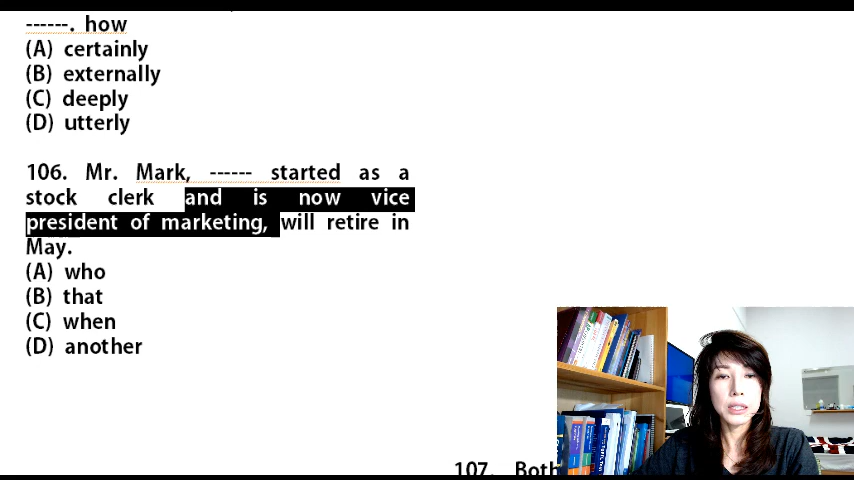 ------. how
(A) certainly
(B) externally
(C) deeply
(D) utterly
106. Mr. Mark, ------ started as a
stock clerk and is now vice
president of marketing, will retire in
May.
(A) who
(B) that
(C) when
(D) another
107. Both